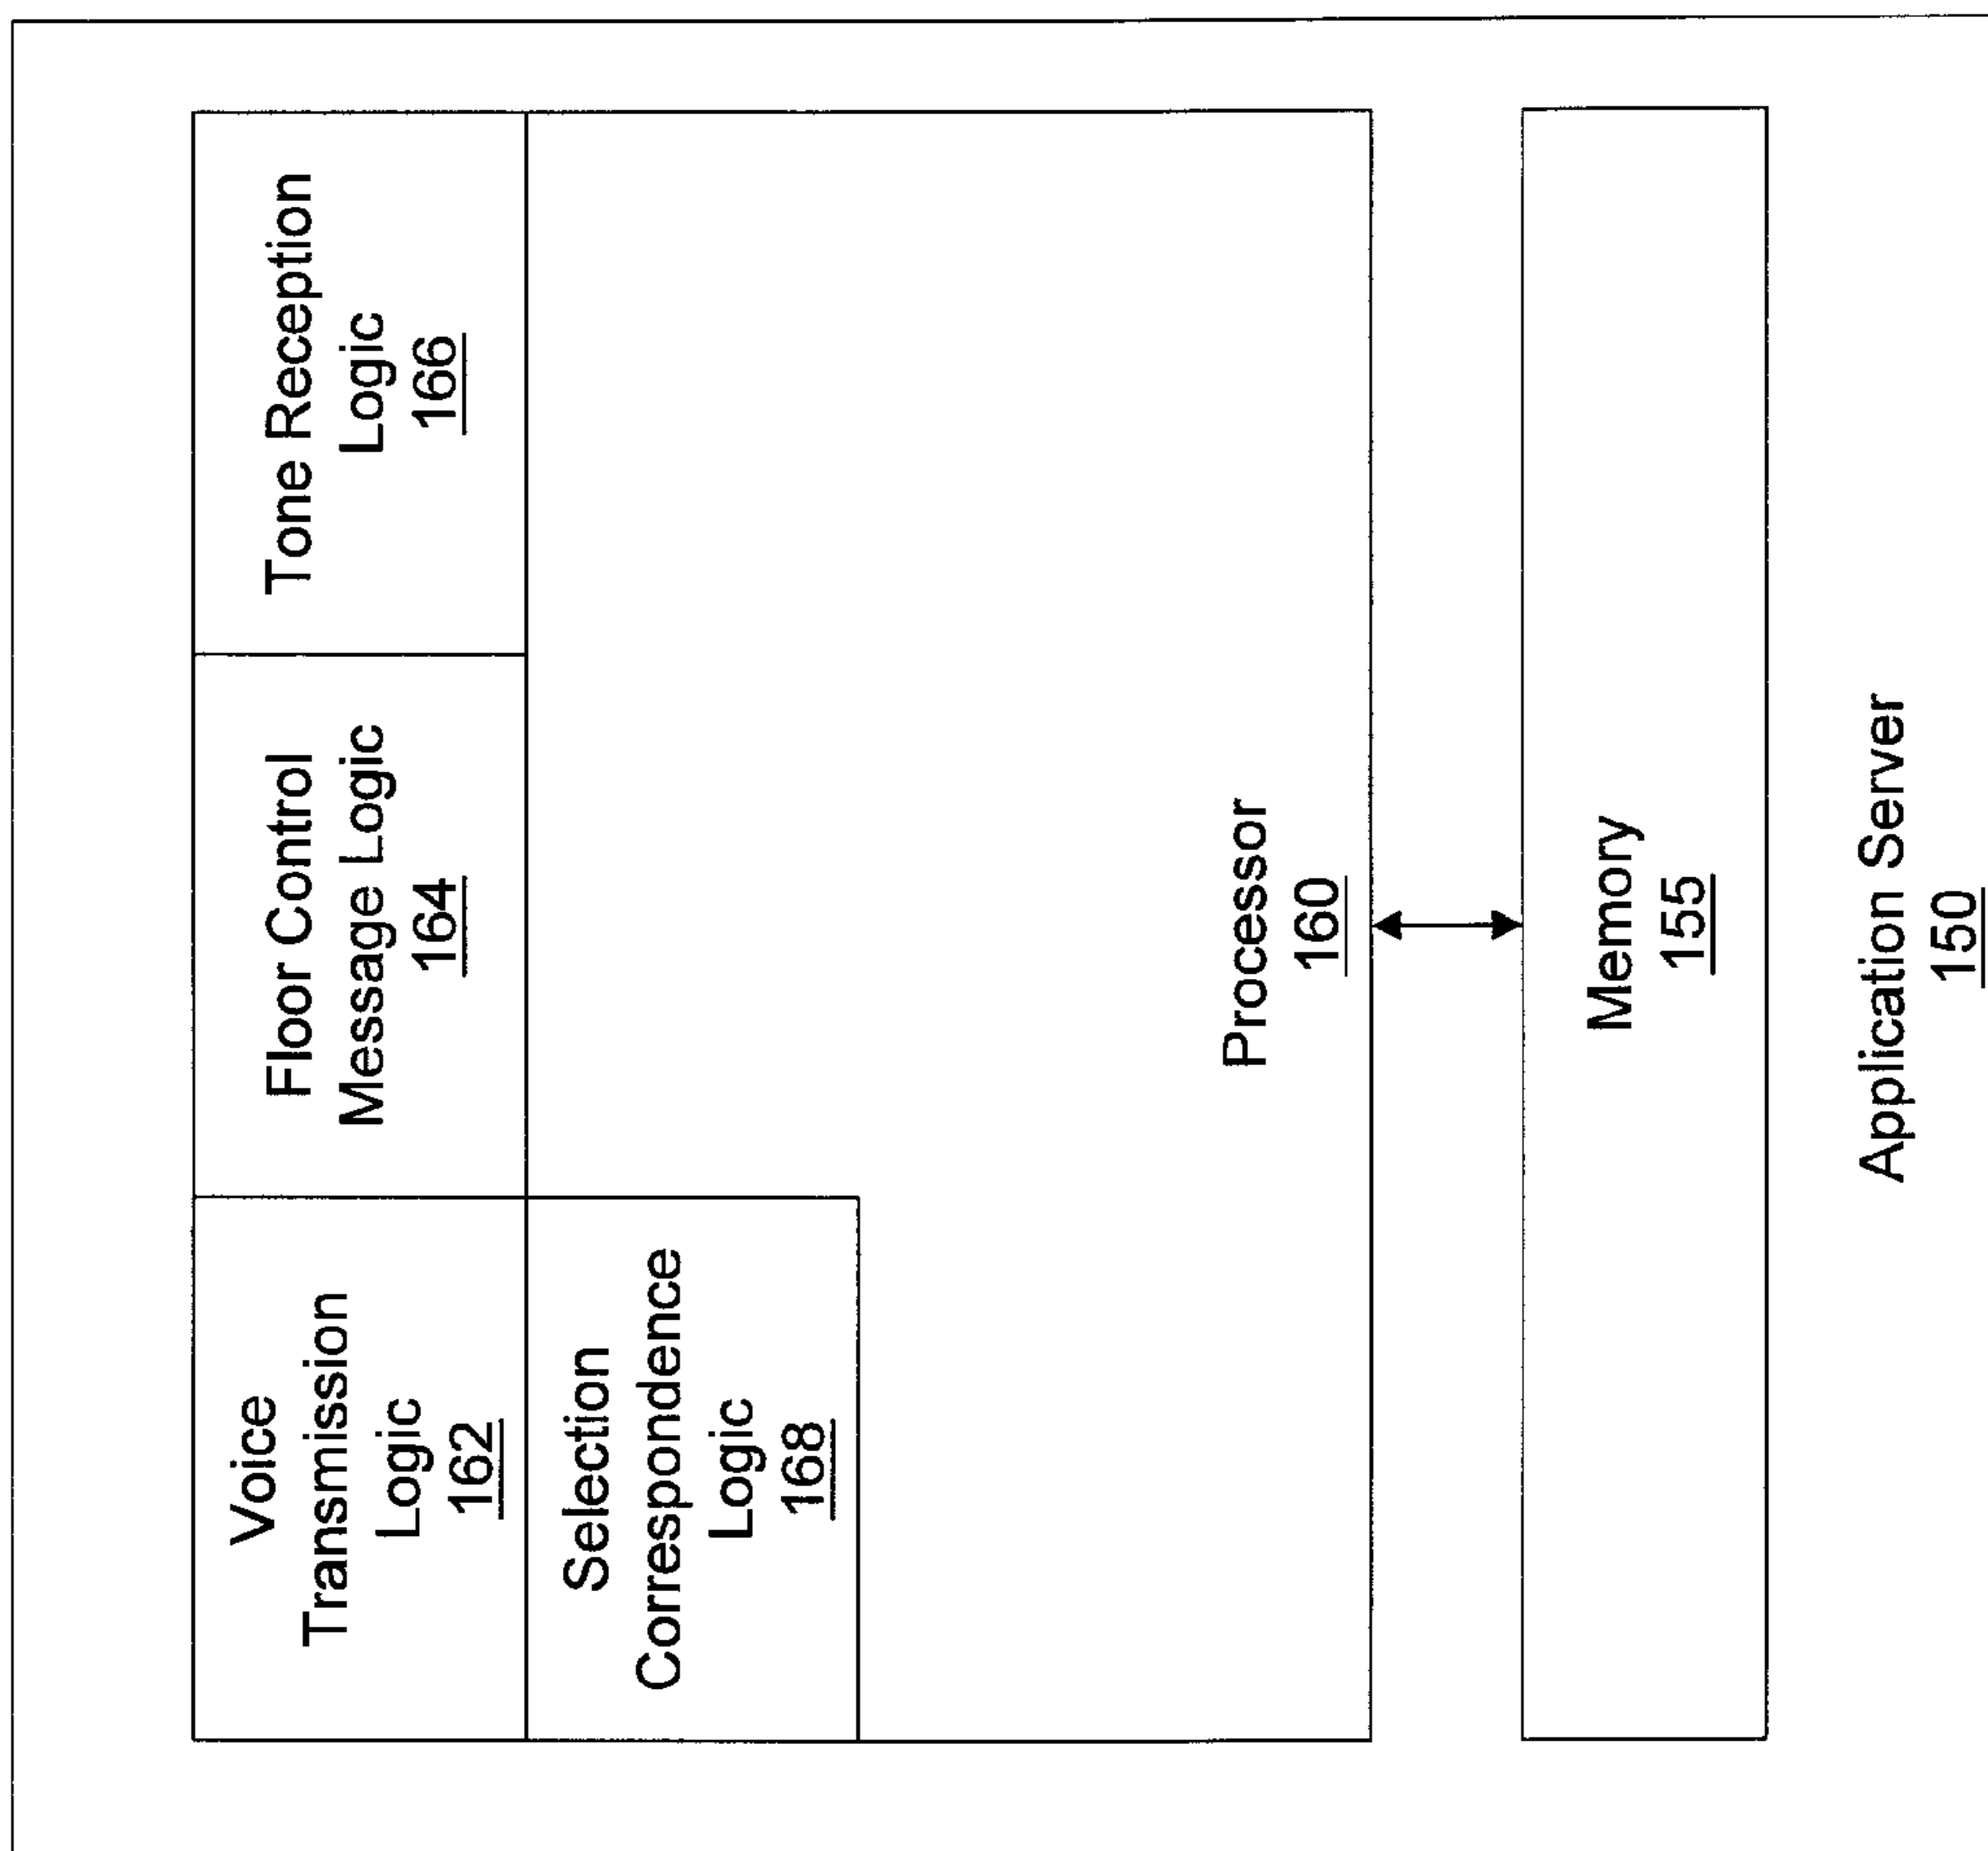 Voice
Transmission
Logic
162
Floor Control
Message Logic
164
Tone Reception
Logic
166
Selection
Correspondence
Logic
168
Processor
160
Memory
155
Application Server
150